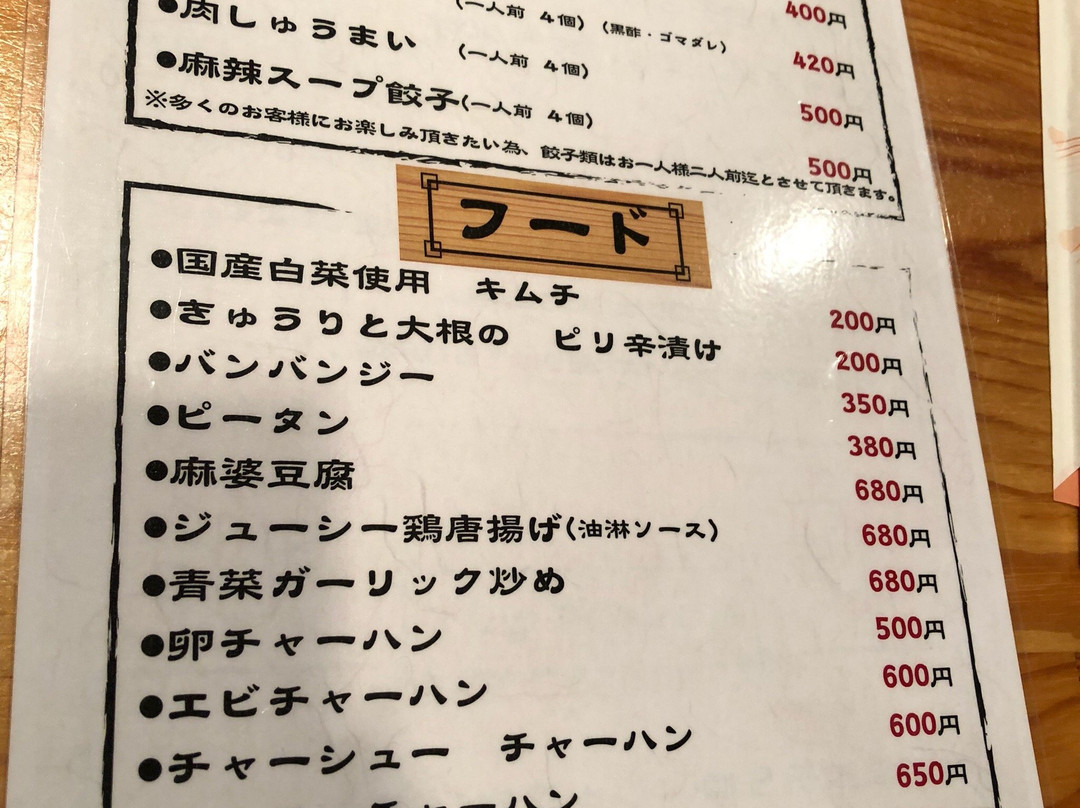 400円
(一人前 4個) (黒酢・ゴマダレ) 420円
●肉しゅうまい (一人前 4個) 500円
●麻辣スープ餃子(一人前 4個) 500円
※多くのお客様にお楽しみ頂きたい為、餃子類はお一人様二人前迄とさせて頂きます。
フード
●国産白菜使用 キムチ 200円
●きゅうりと大根の ピリ辛漬け 200円
●バンバンジー 350円
●ピータン 380円
●麻婆豆腐 680円
●ジューシー鶏唐揚げ(油淋ソース) 680円
●青菜ガーリック炒め 680円
●卵チャーハン 500円
●エビチャーハン 600円
●チャーシュー チャーハン 600円
チャーハン 650円